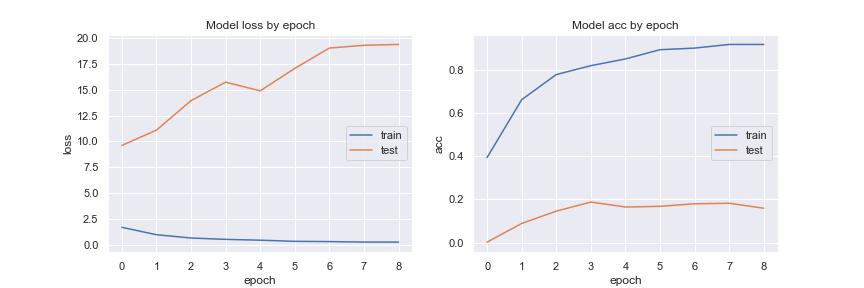 Model loss by epoch
20.0
17.5
15.0
12.5
10.0
7.5
5.0
2.5
0.0
loss
0 1 2 3 4 5 6 7 8
epoch
train
test
Model acc by epoch
0.8
0.6
0.4
0.2
0.0
acc
0 1 2 3 4 5 6 7 8
epoch
train
test